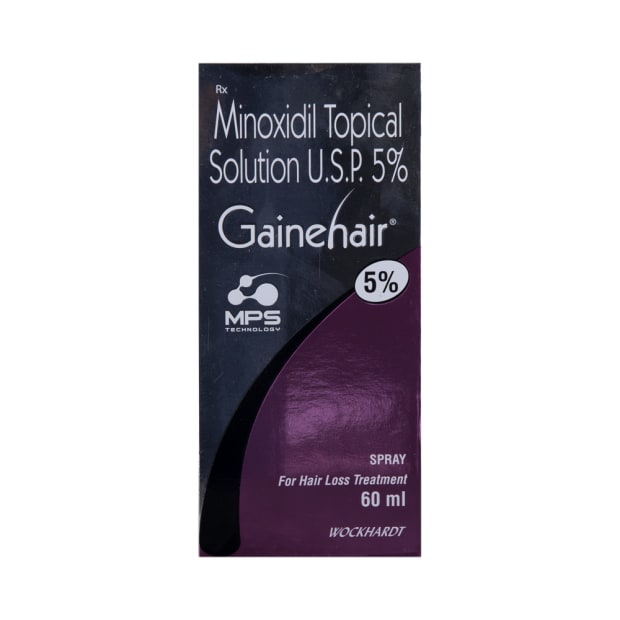 Rx
Minoxidil Topical
Solution U.S.P. 5%
Gainehair®
5%
MPS
TECHNOLOGY
SPRAY
For Hair Loss Treatment
60 ml
WOCKHARDT